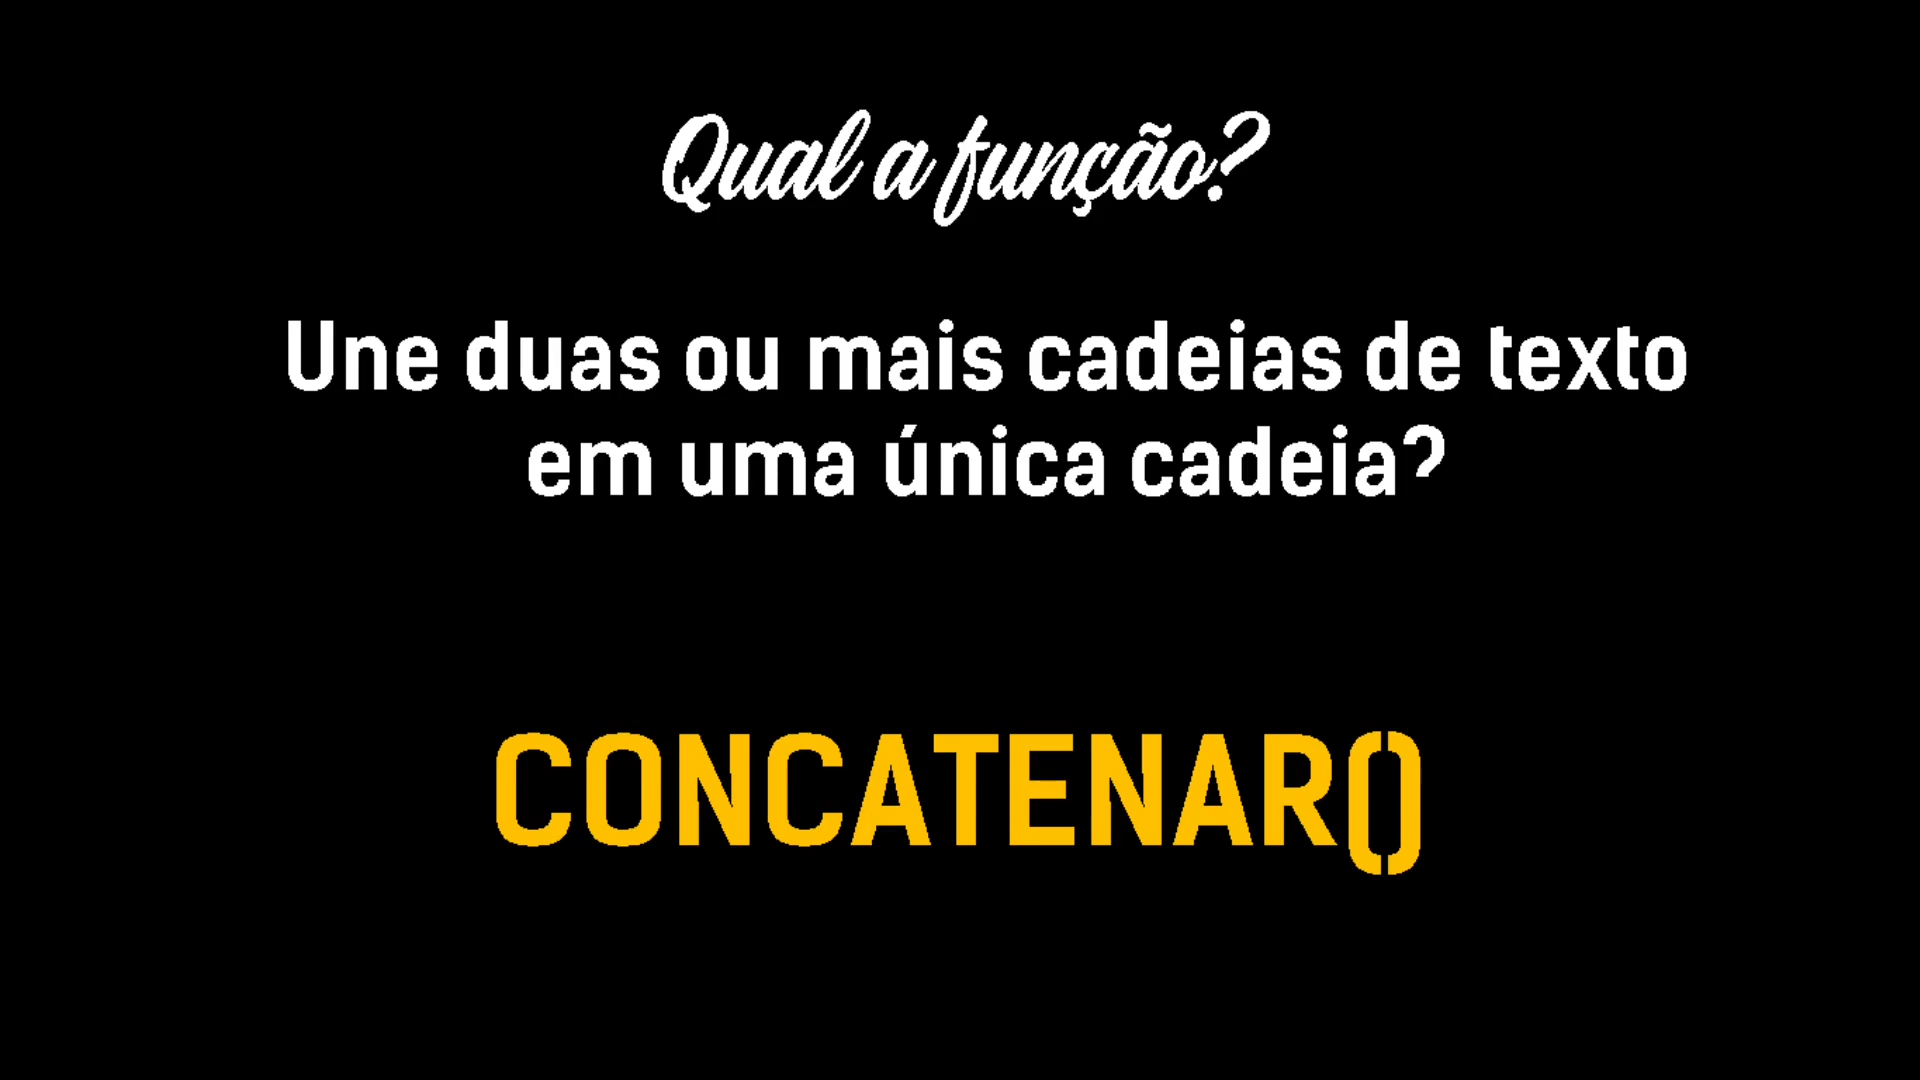 Qual a função?
Une duas ou mais cadeias de texto
em uma única cadeia?
CONCATENAR()